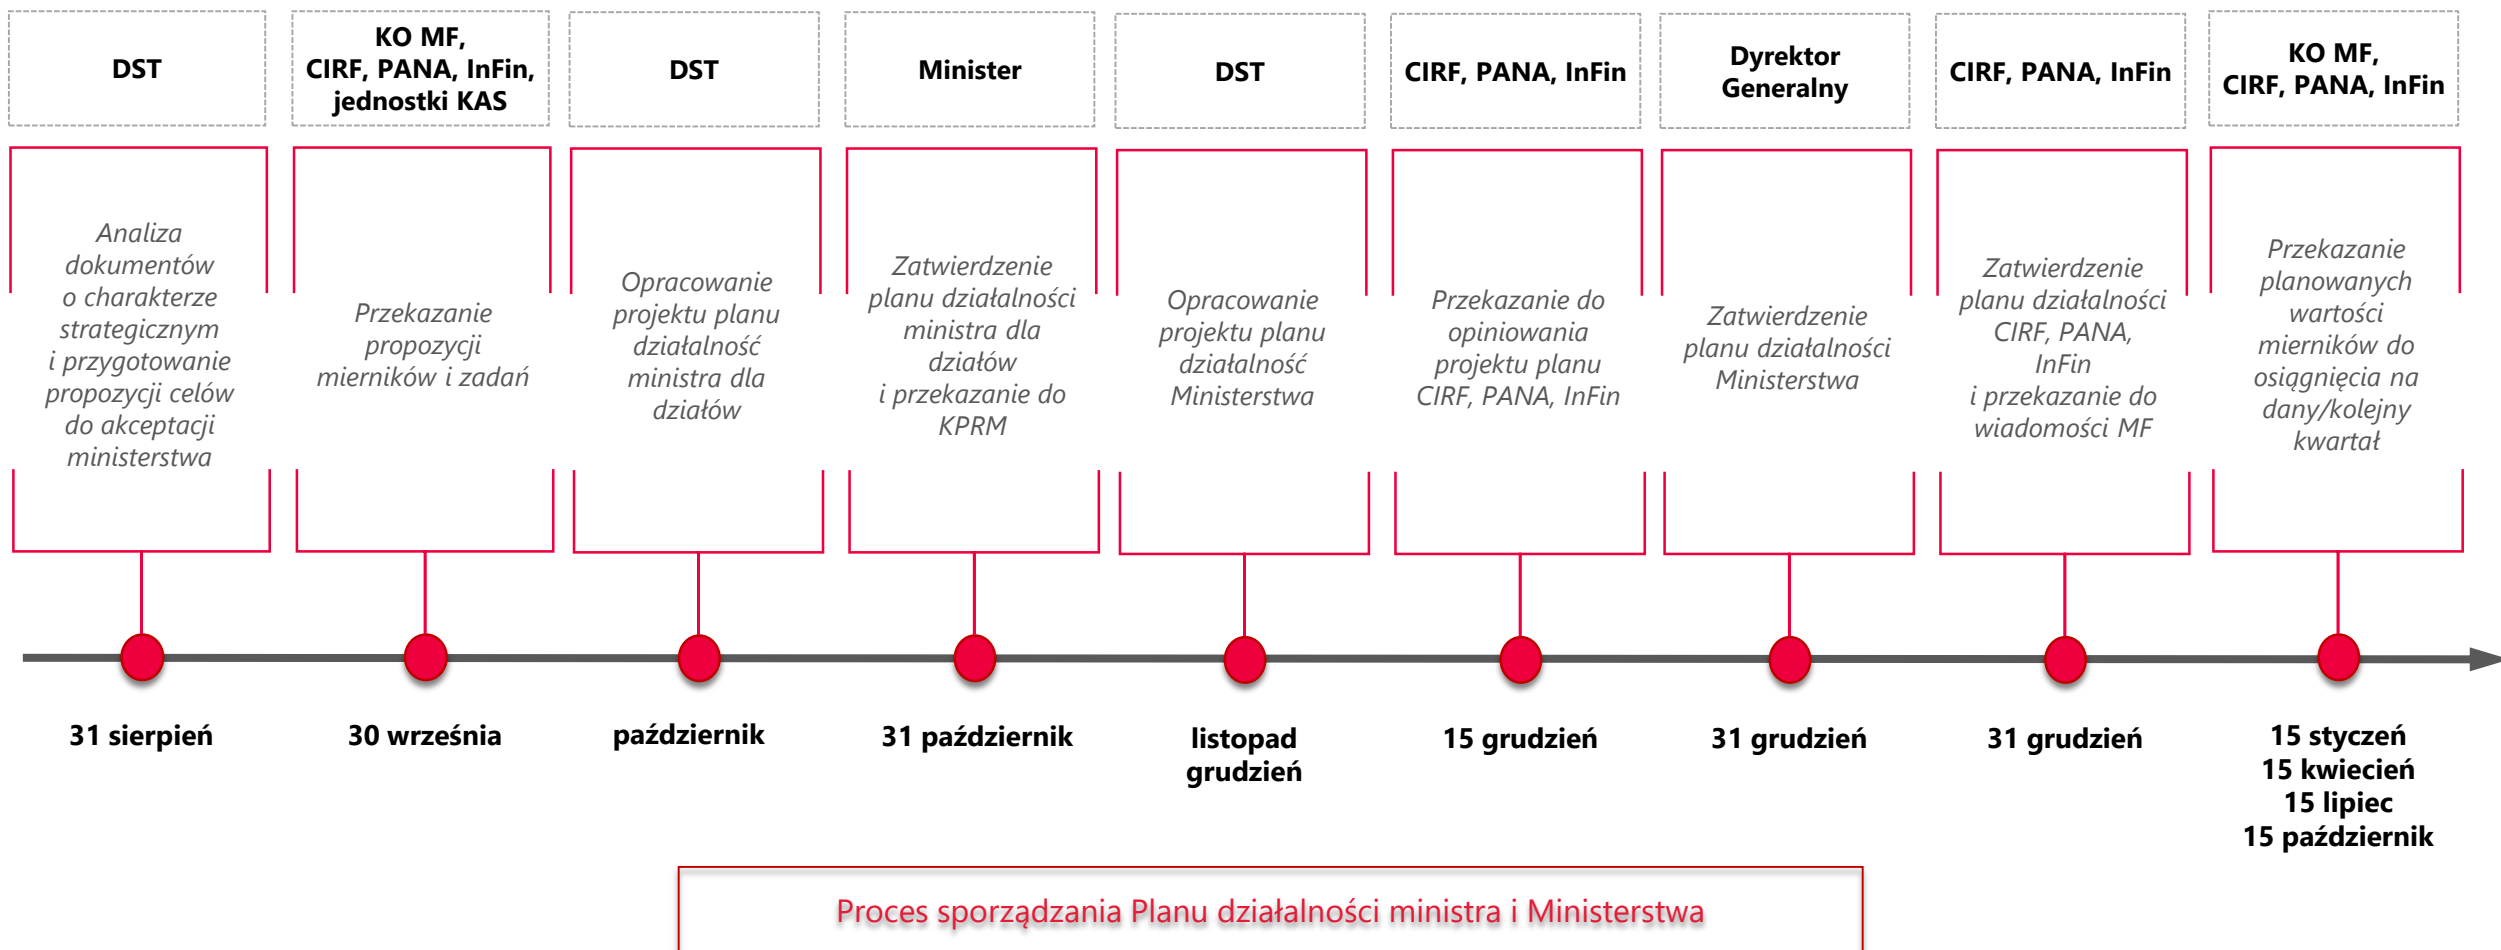 DST
KO MF,
CIRF, PANA, InFin,
jednostki KAS
DST
Minister
DST
CIRF, PANA, InFin
Dyrektor
Generalny
CIRF, PANA, InFin
KO MF,
CIRF, PANA, InFin
Analiza
dokumentów
o charakterze
strategicznym
i przygotowanie
propozycji celów
do akceptacji
ministerstwa
Przekazanie
propozycji
mierników i zadań
Opracowanie
projektu planu
działalność
ministra dla
działów
Zatwierdzenie
planu działalności
ministra dla
działów
i przekazanie do
KPRM
Opracowanie
projektu planu
działalność
Ministerstwa
Przekazanie do
opiniowania
projektu planu
CIRF, PANA, InFin
Zatwierdzenie
planu działalności
Ministerstwa
Zatwierdzenie
planu działalności
CIRF, PANA,
InFin
i przekazanie do
wiadomości MF
Przekazanie
planowanych
wartości
mierników do
osiągnięcia na
dany/kolejny
kwartał
31 sierpień
30 września
październik
31 październik
listopad
grudzień
15 grudzień
31 grudzień
31 grudzień
15 styczeń
15 kwiecień
15 lipiec
15 październik
Proces sporządzania Planu działalności ministra i Ministerstwa